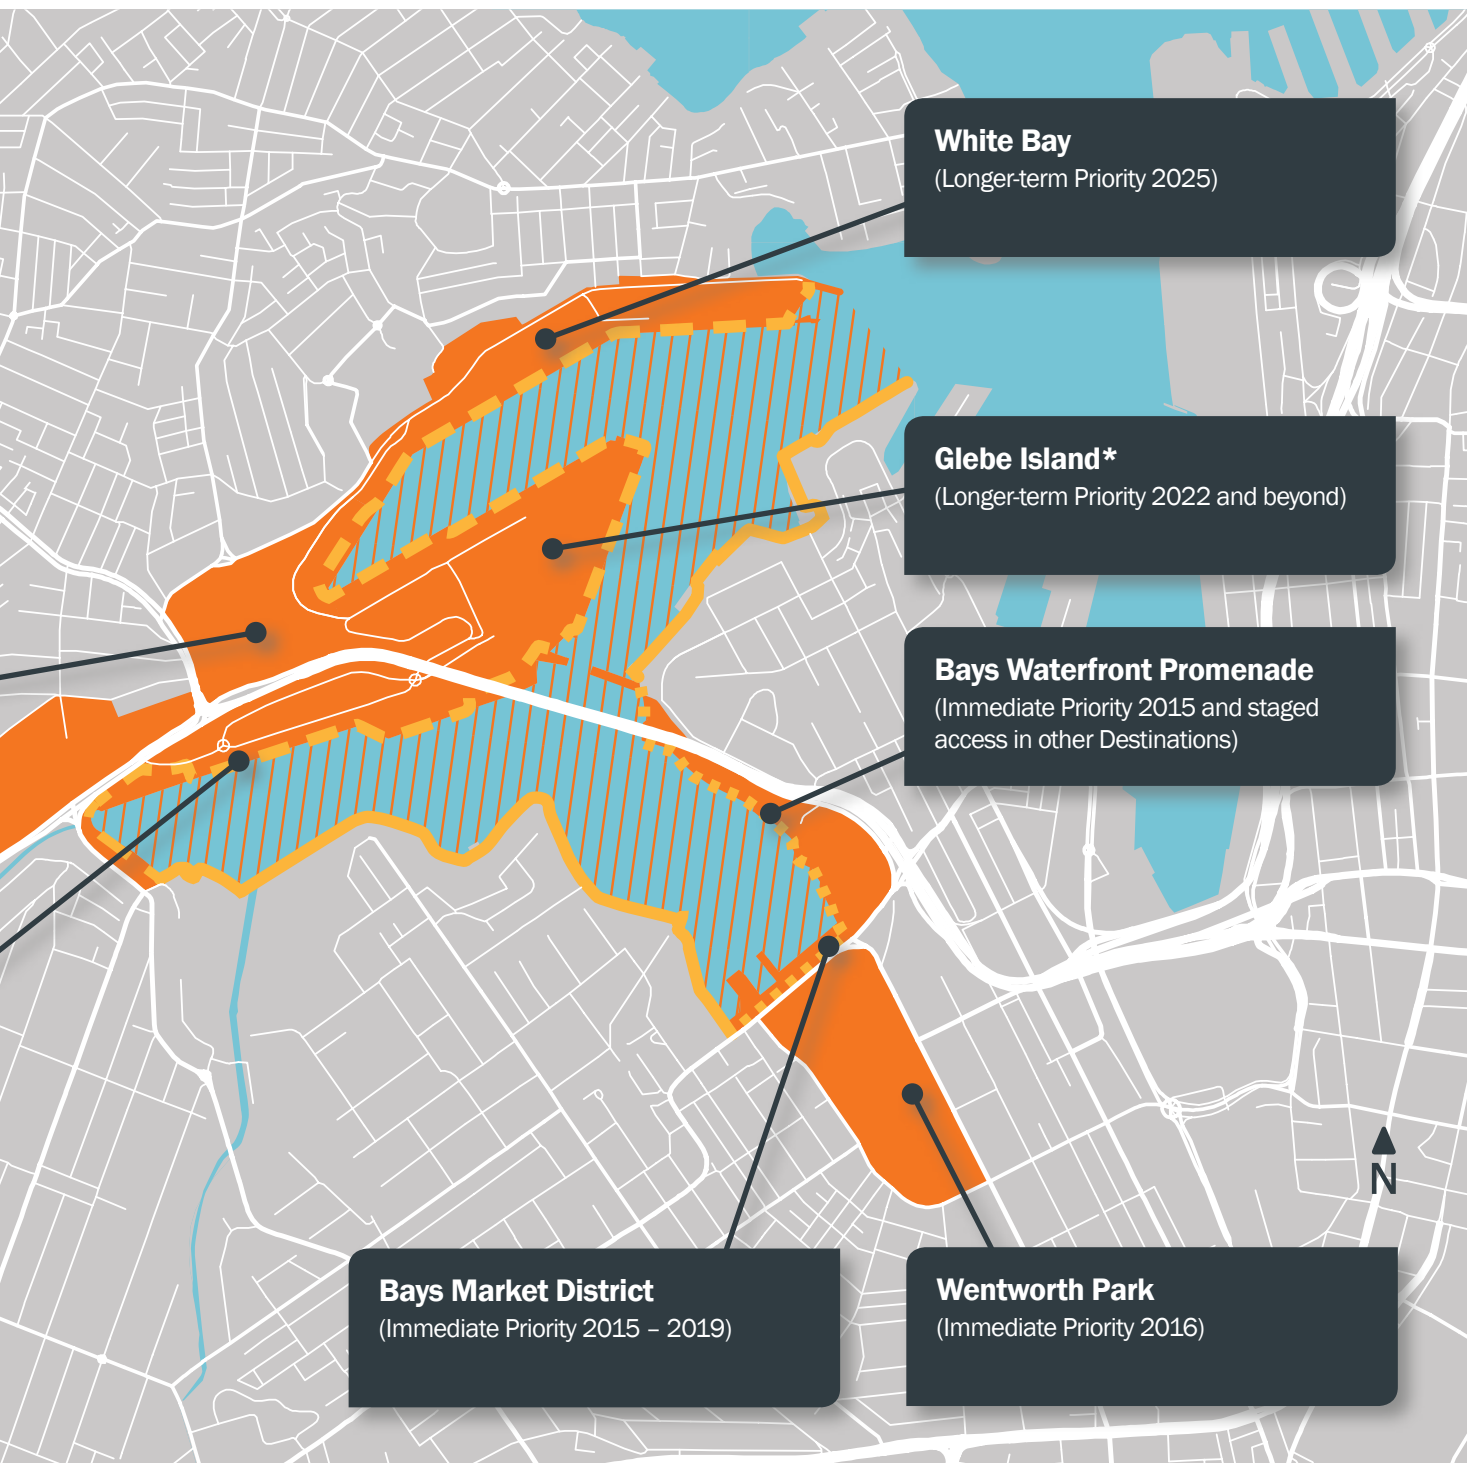 White Bay
(Longer-term Priority 2025)
Glebe Island*
(Longer-term Priority 2022 and beyond)
Bays Waterfront Promenade
(Immediate Priority 2015 and staged
access in other Destinations)
N
Bays Market District
(Immediate Priority 2015 – 2019)
Wentworth Park
(Immediate Priority 2016)